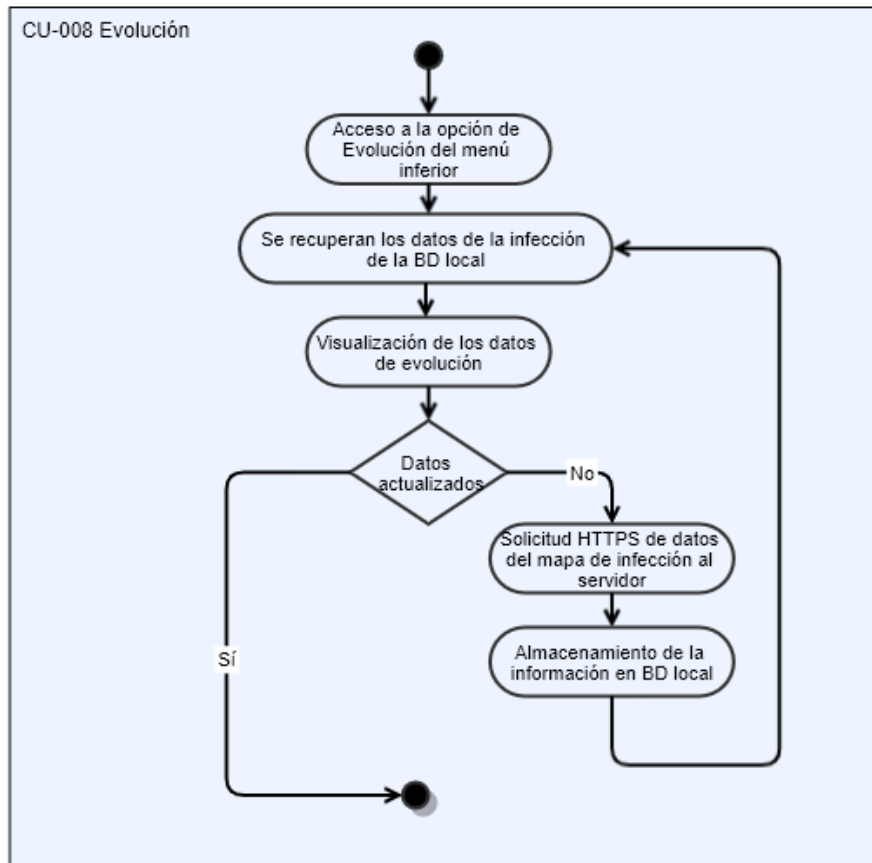 CU-008 Evolución
Acceso a la opción de
Evolución del menú
inferior
Se recuperan los datos de la infección
de la BD local
Visualización de los datos
de evolución
Datos
actualizados
No
Solicitud HTTPS de datos
del mapa de infección al
servidor
Almacenamiento de la
información en BD local
Sí